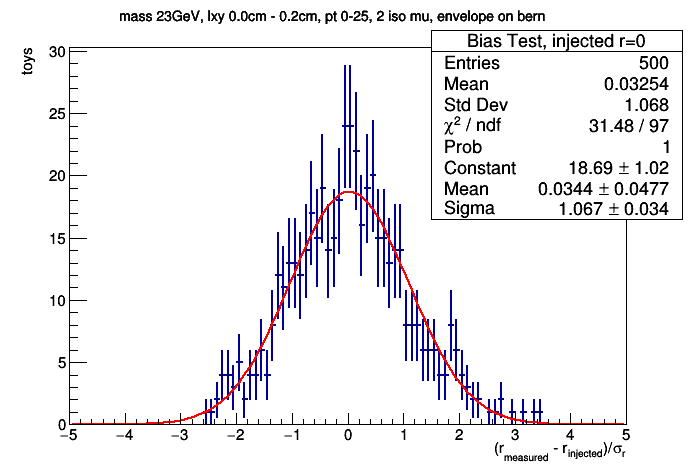 mass 23GeV, lxy 0.0cm - 0.2cm, pt 0-25, 2 iso mu, envelope on bern
Bias Test, injected r=0
Entries 500
Mean 0.03254
Std Dev 1.068
χ² / ndf 31.48 / 97
Prob 1
Constant 18.69 ± 1.02
Mean 0.0344 ± 0.0477
Sigma 1.067 ± 0.034
toys
30
25
20
15
10
5
0
−5 −4 −3 −2 −1 0 1 2 3 4 5
(r_measured - r_injected)/σ_r